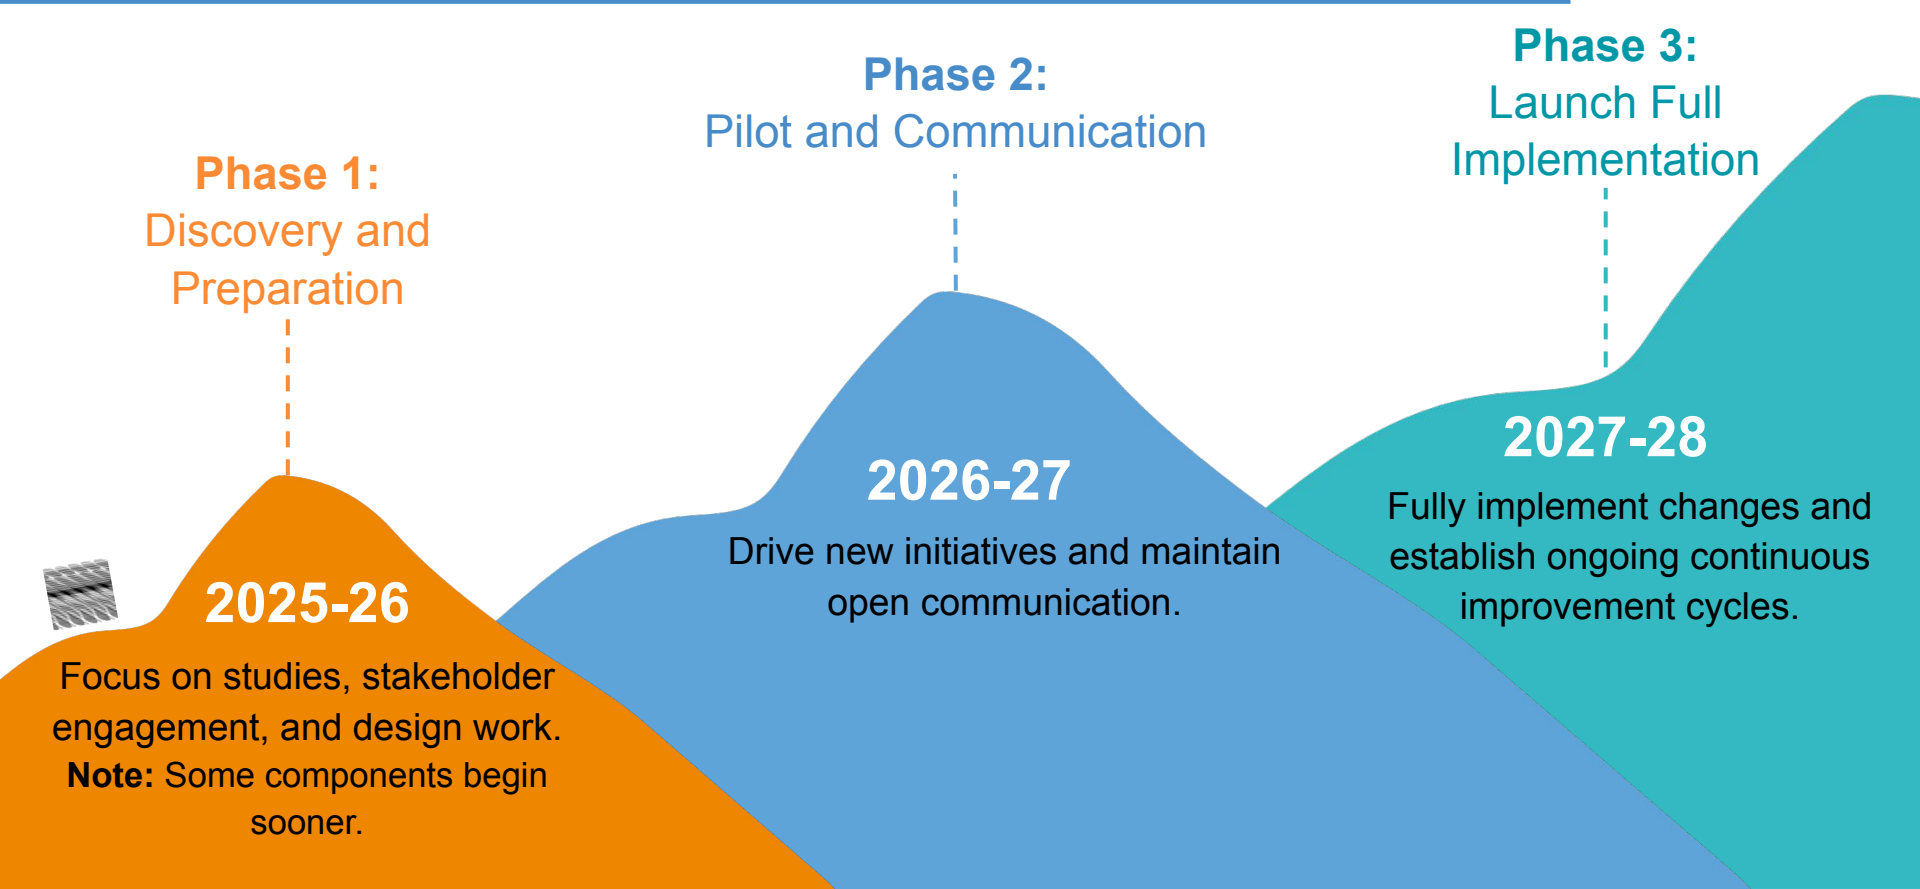 Phase 1:
Discovery and
Preparation
2025-26
Focus on studies, stakeholder
engagement, and design work.
Note: Some components begin
sooner.
Phase 2:
Pilot and Communication
2026-27
Drive new initiatives and maintain
open communication.
Phase 3:
Launch Full
Implementation
2027-28
Fully implement changes and
establish ongoing continuous
improvement cycles.